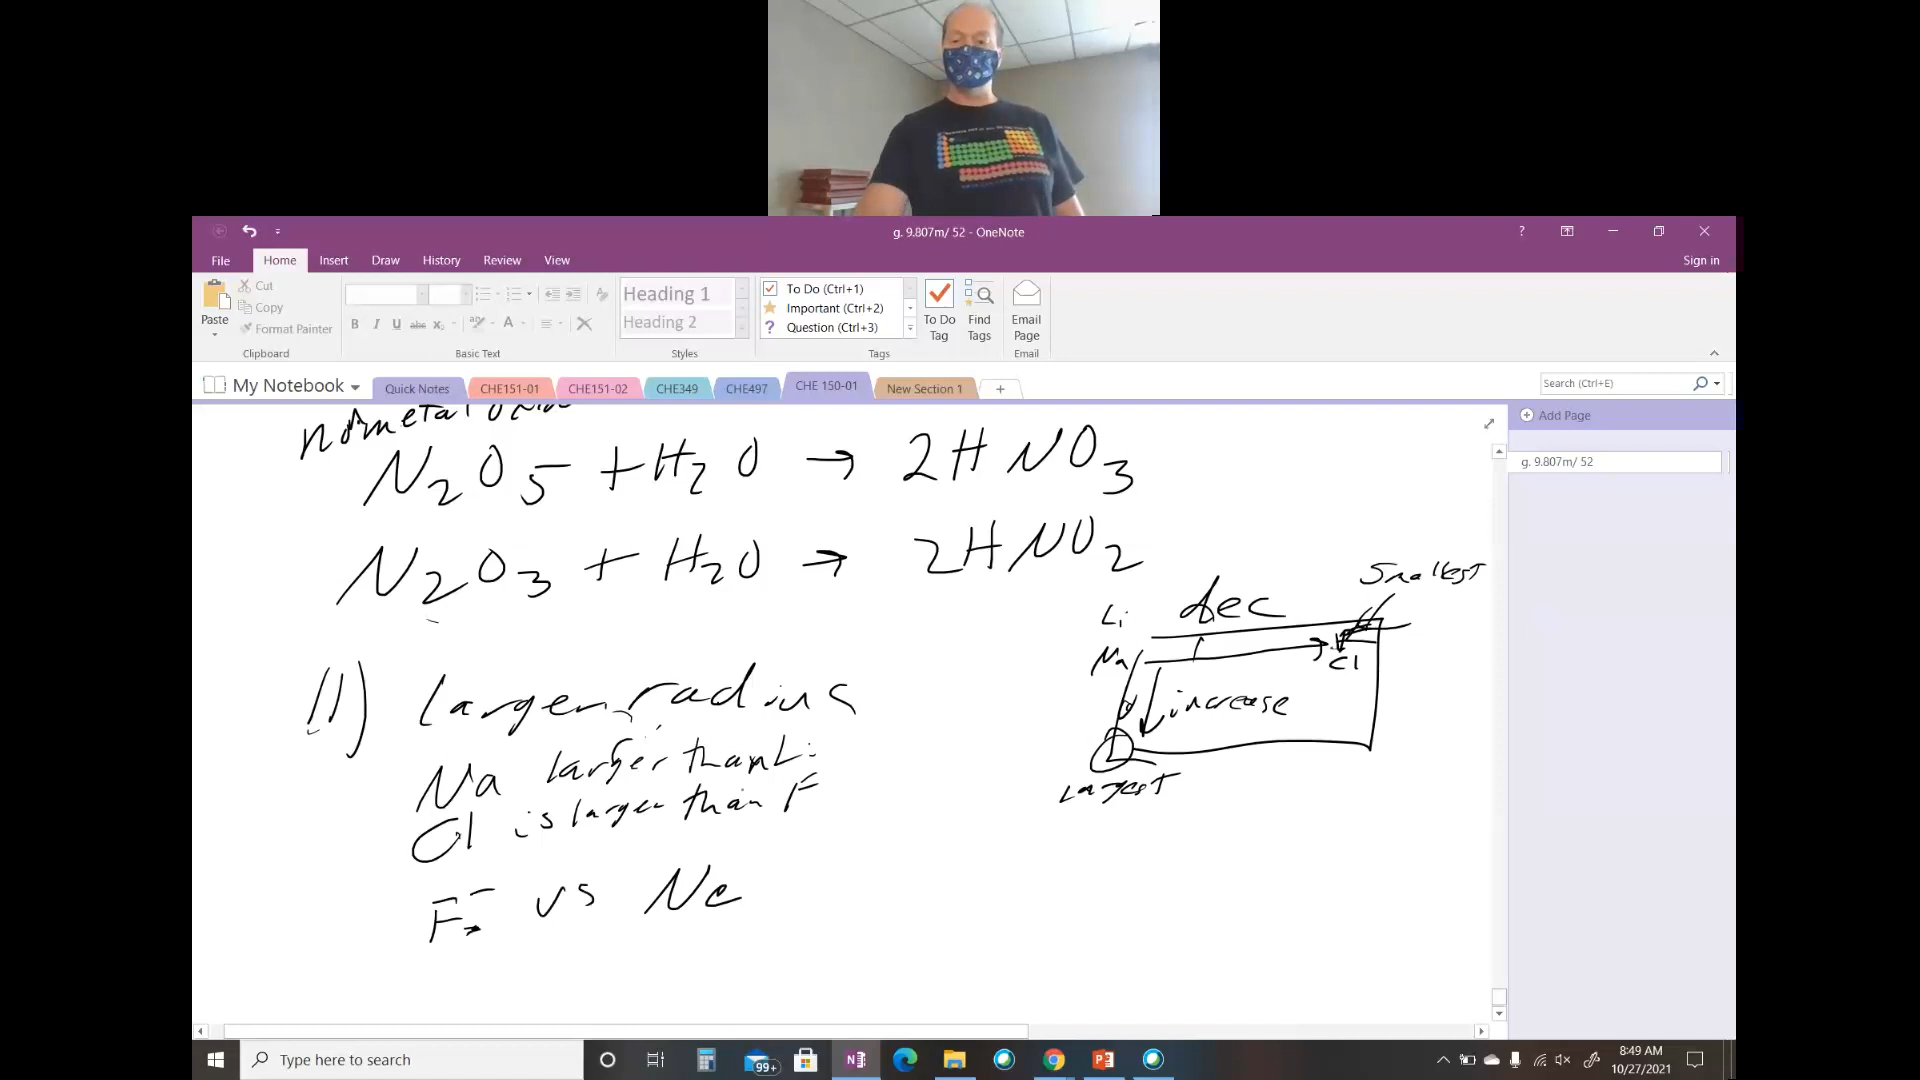 g. 9.807m/ 52 - OneNote
?
File
Home
Insert
Draw
History
Review
View
Sign in
Paste
Cut
Copy
Format Painter
Clipboard
B I U abc x₂ A
Basic Text
Heading 1
Heading 2
Styles
To Do (Ctrl+1)
Important (Ctrl+2)
? Question (Ctrl+3)
Tags
To Do Tag
Find Tags
Email Page
Email
My Notebook
Quick Notes
CHE151-01
CHE151-02
CHE349
CHE497
CHE 150-01
New Section 1
+
Search (Ctrl+E)
Add Page
g. 9.807m/ 52
N₂O₅ + H₂O → 2HNO₃
N₂O₃ + H₂O → 2HNO₂
Smallest
Li dec
Na Cl
increase
Largest
11) larger radius
Na larger than Li
Cl is larger than F
F⁻ vs Ne
Type here to search
99+
8:49 AM
10/27/2021